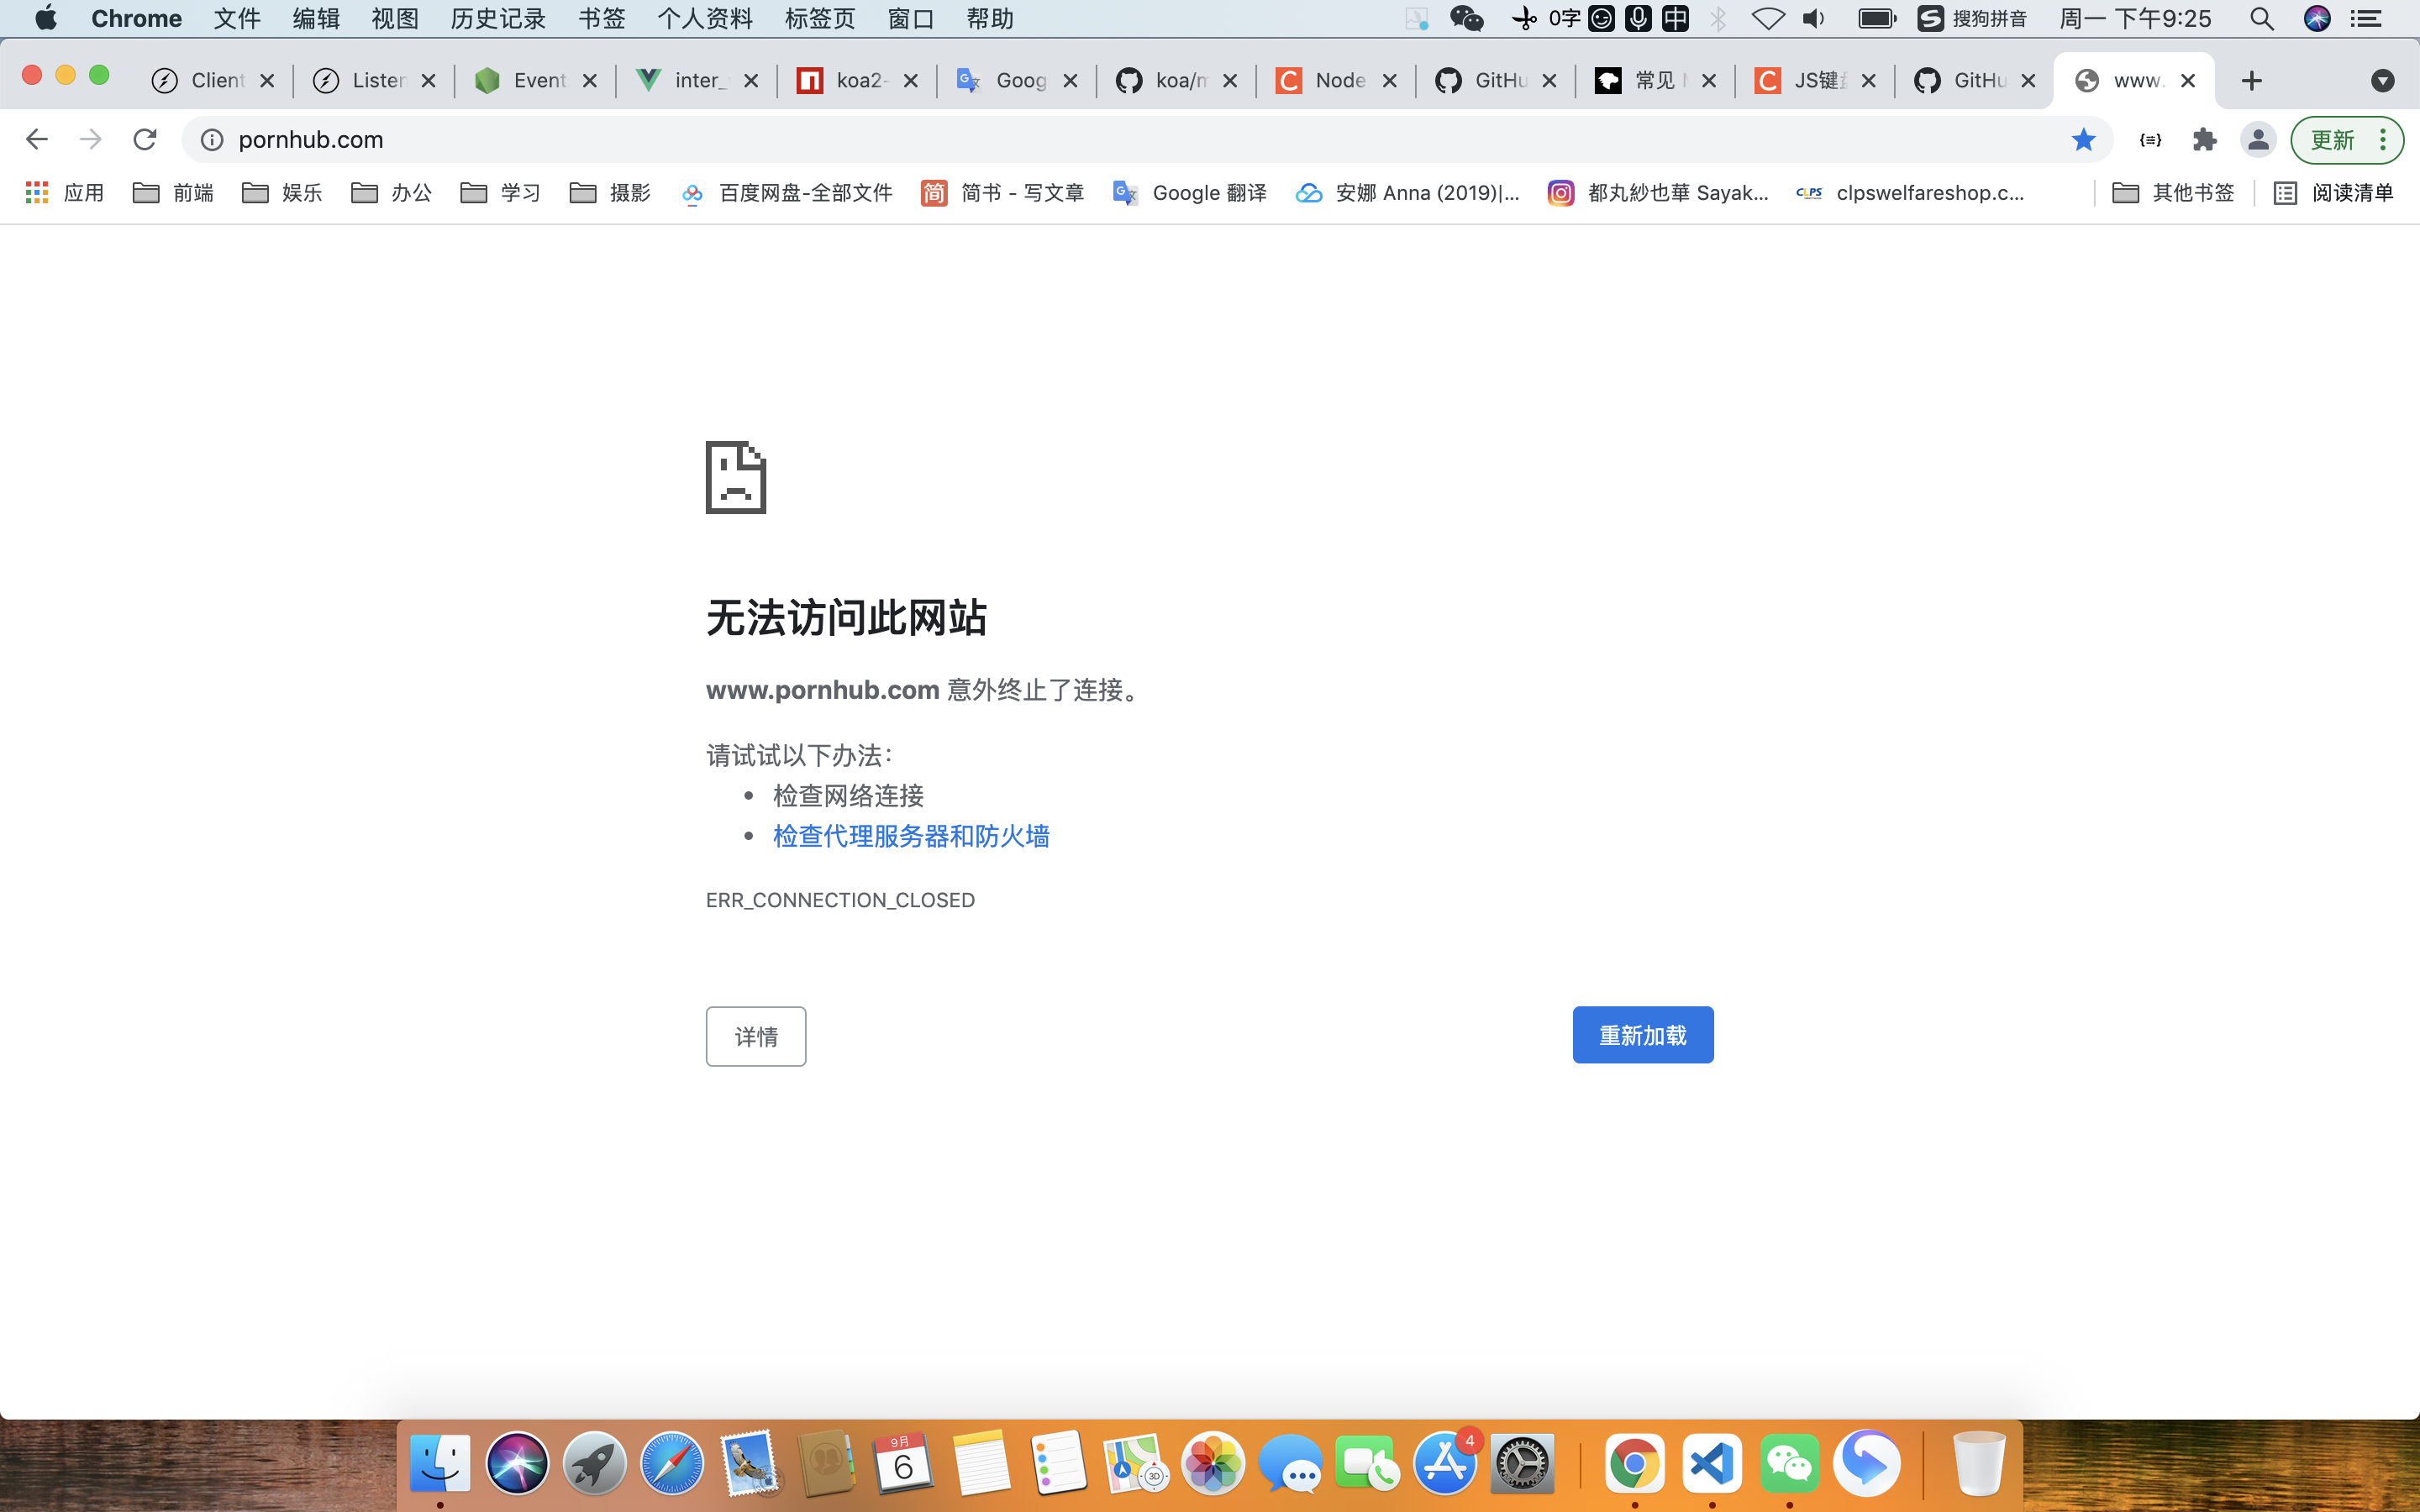 Chrome 文件 编辑 视图 历史记录 书签 个人资料 标签页 窗口 帮助 0字 中 搜狗拼音 周一 下午9:25
Client Listen Event inter_ koa2- Goog koa/m Node GitHu 常见 JS键盘 GitHu www.
pornhub.com 更新
应用 前端 娱乐 办公 学习 摄影 百度网盘-全部文件 简 简书 - 写文章 Google 翻译 安娜 Anna (2019)|... 都丸紗也華 Sayak... CLPS clpswelfareshop.c... 其他书签 阅读清单
无法访问此网站
www.pornhub.com 意外终止了连接。
请试试以下办法：
• 检查网络连接
• 检查代理服务器和防火墙
ERR_CONNECTION_CLOSED
详情 重新加载
9月
6
3D
4